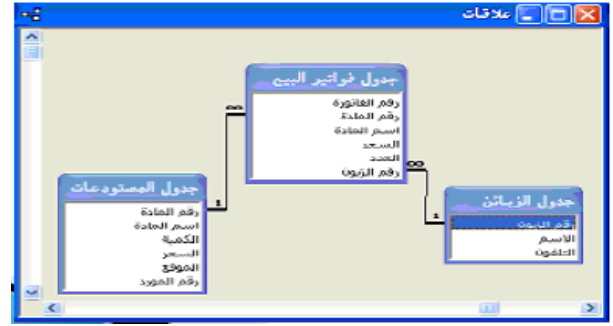 علاقات
جدول فواتير البيع
رقم الفاتورة
رقم المادة
اسم المادة
السعر
العدد
رقم الزبون
جدول الزبائن
رقم الزبون
الاسم
التلفون
جدول المستودعات
رقم المادة
اسم المادة
الكمية
السعر
الموقع
رقم المورد
∞
1
∞
1